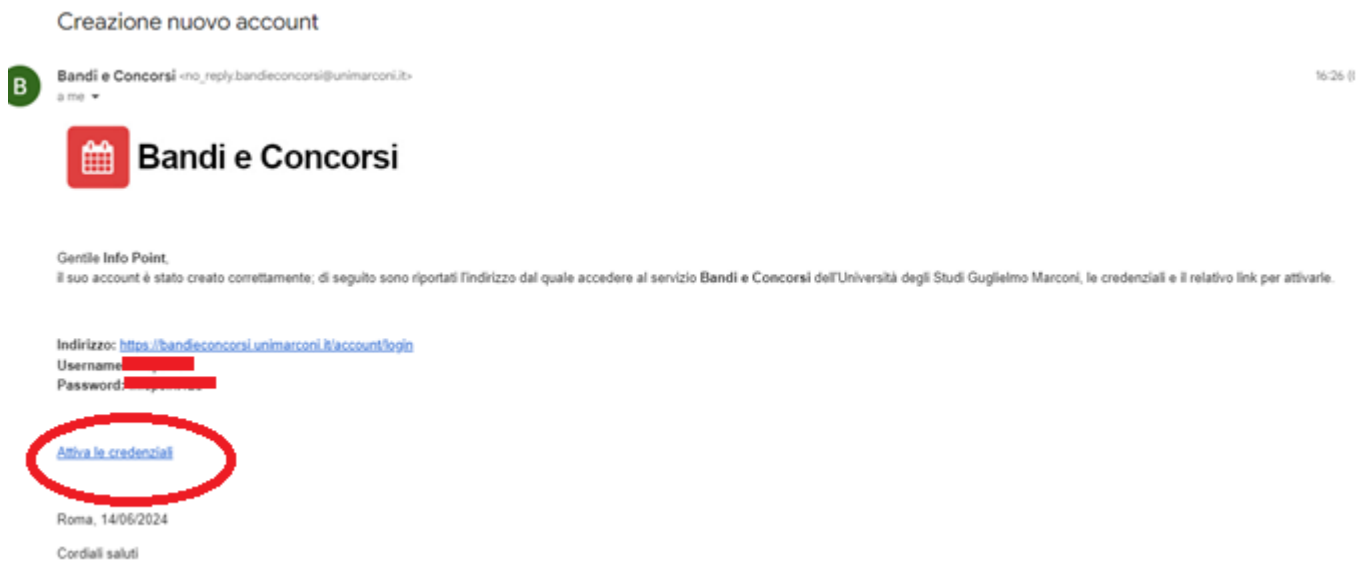 Creazione nuovo account
B
Bandi e Concorsi <no_reply.bandieconcorsi@unimarconi.it>
16:26
a me
Bandi e Concorsi
Gentile Info Point,
il suo account è stato creato correttamente; di seguito sono riportati l'indirizzo dal quale accedere al servizio Bandi e Concorsi dell'Università degli Studi Guglielmo Marconi, le credenziali e il relativo link per attivarle.
Indirizzo: https://bandieconcorsi.unimarconi.it/account/login
Username
Password:
Attiva le credenziali
Roma, 14/06/2024
Cordiali saluti